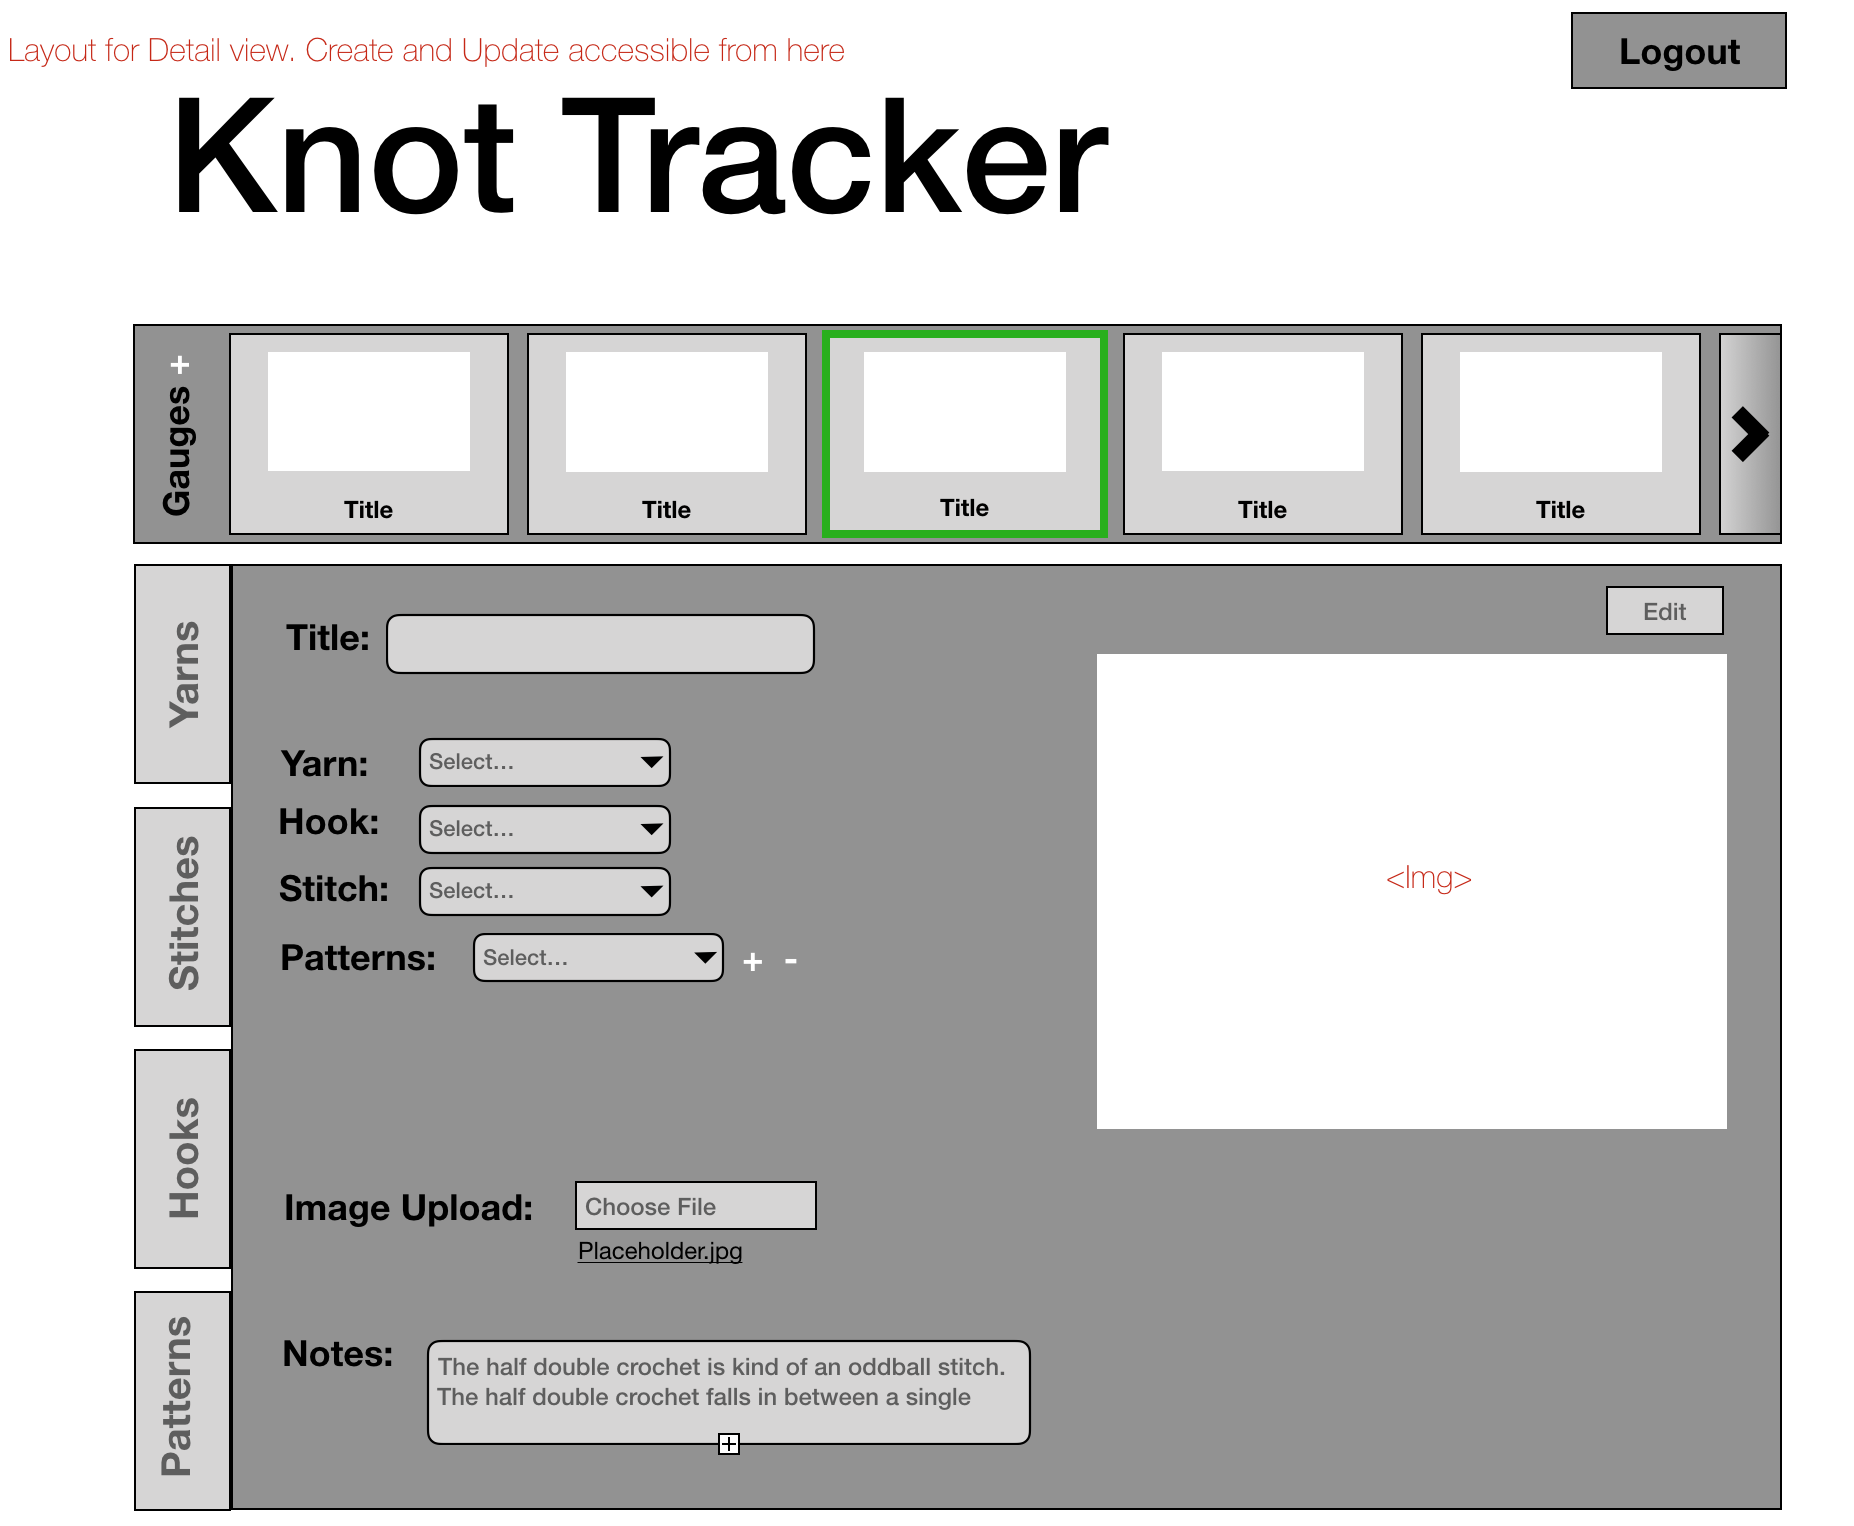 Layout for Detail view. Create and Update accessible from here
Logout
Knot Tracker
Gauges +
Title
Title
Title
Title
Title
Yarns
Stitches
Hooks
Patterns
Edit
Title:
Yarn: Select...
Hook: Select...
Stitch: Select...
Patterns: Select... + -
<Img>
Image Upload: Choose File
Placeholder.jpg
Notes:
The half double crochet is kind of an oddball stitch.
The half double crochet falls in between a single